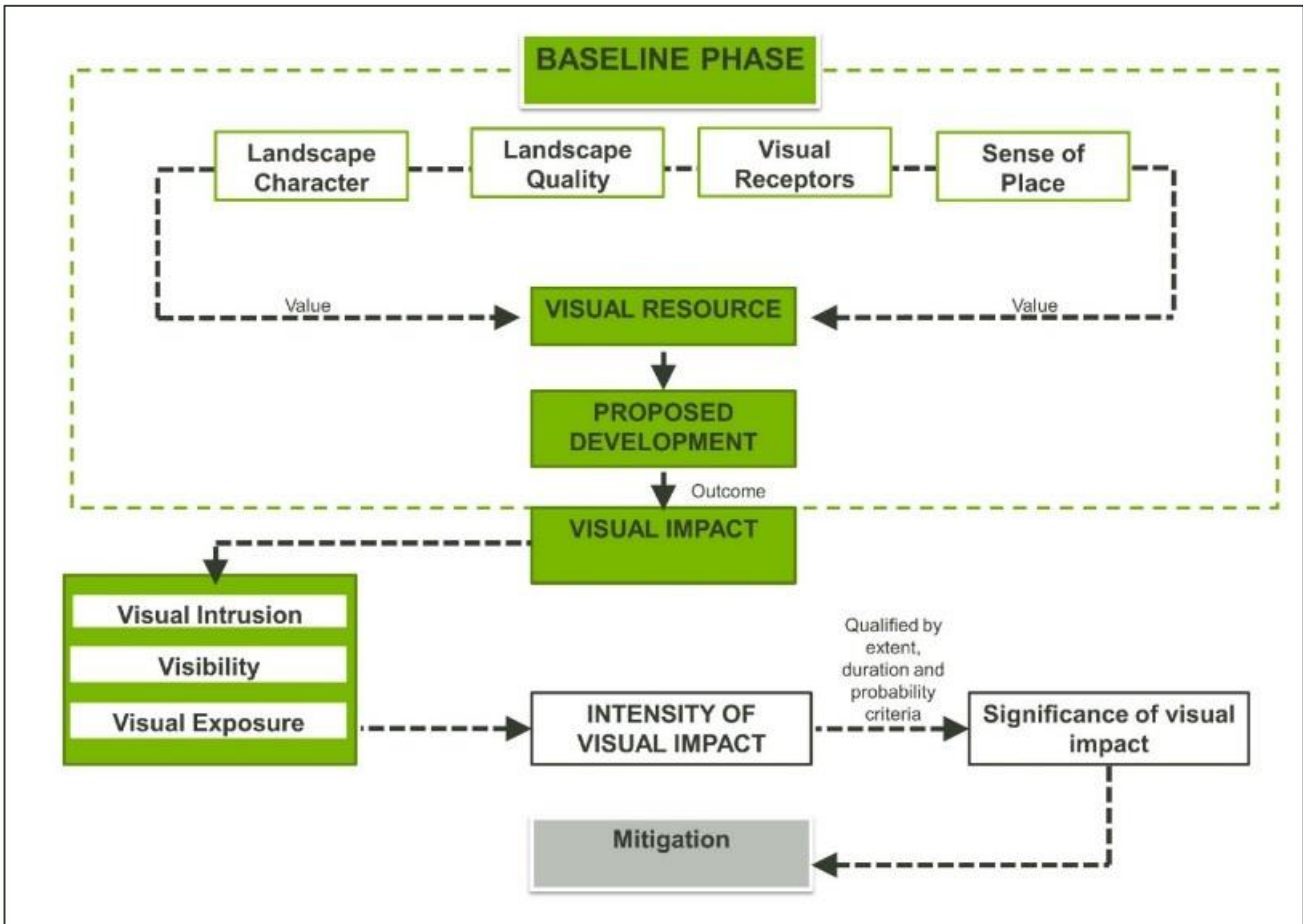 BASELINE PHASE
Landscape
Character
Landscape
Quality
Visual
Receptors
Sense of
Place
Value
VISUAL RESOURCE
Value
PROPOSED
DEVELOPMENT
Outcome
VISUAL IMPACT
Visual Intrusion
Visibility
Visual Exposure
INTENSITY OF
VISUAL IMPACT
Qualified by
extent,
duration and
probability
criteria
Significance of visual
impact
Mitigation